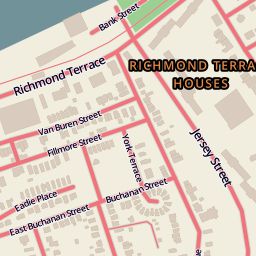 Bank Street
Richmond Terrace
RICHMOND TERRA
HOUSES
Van Buren Street
Fillmore Street
York Terrace
Jersey Street
Buchanan Street
Eadie Place
East Buchanan Street